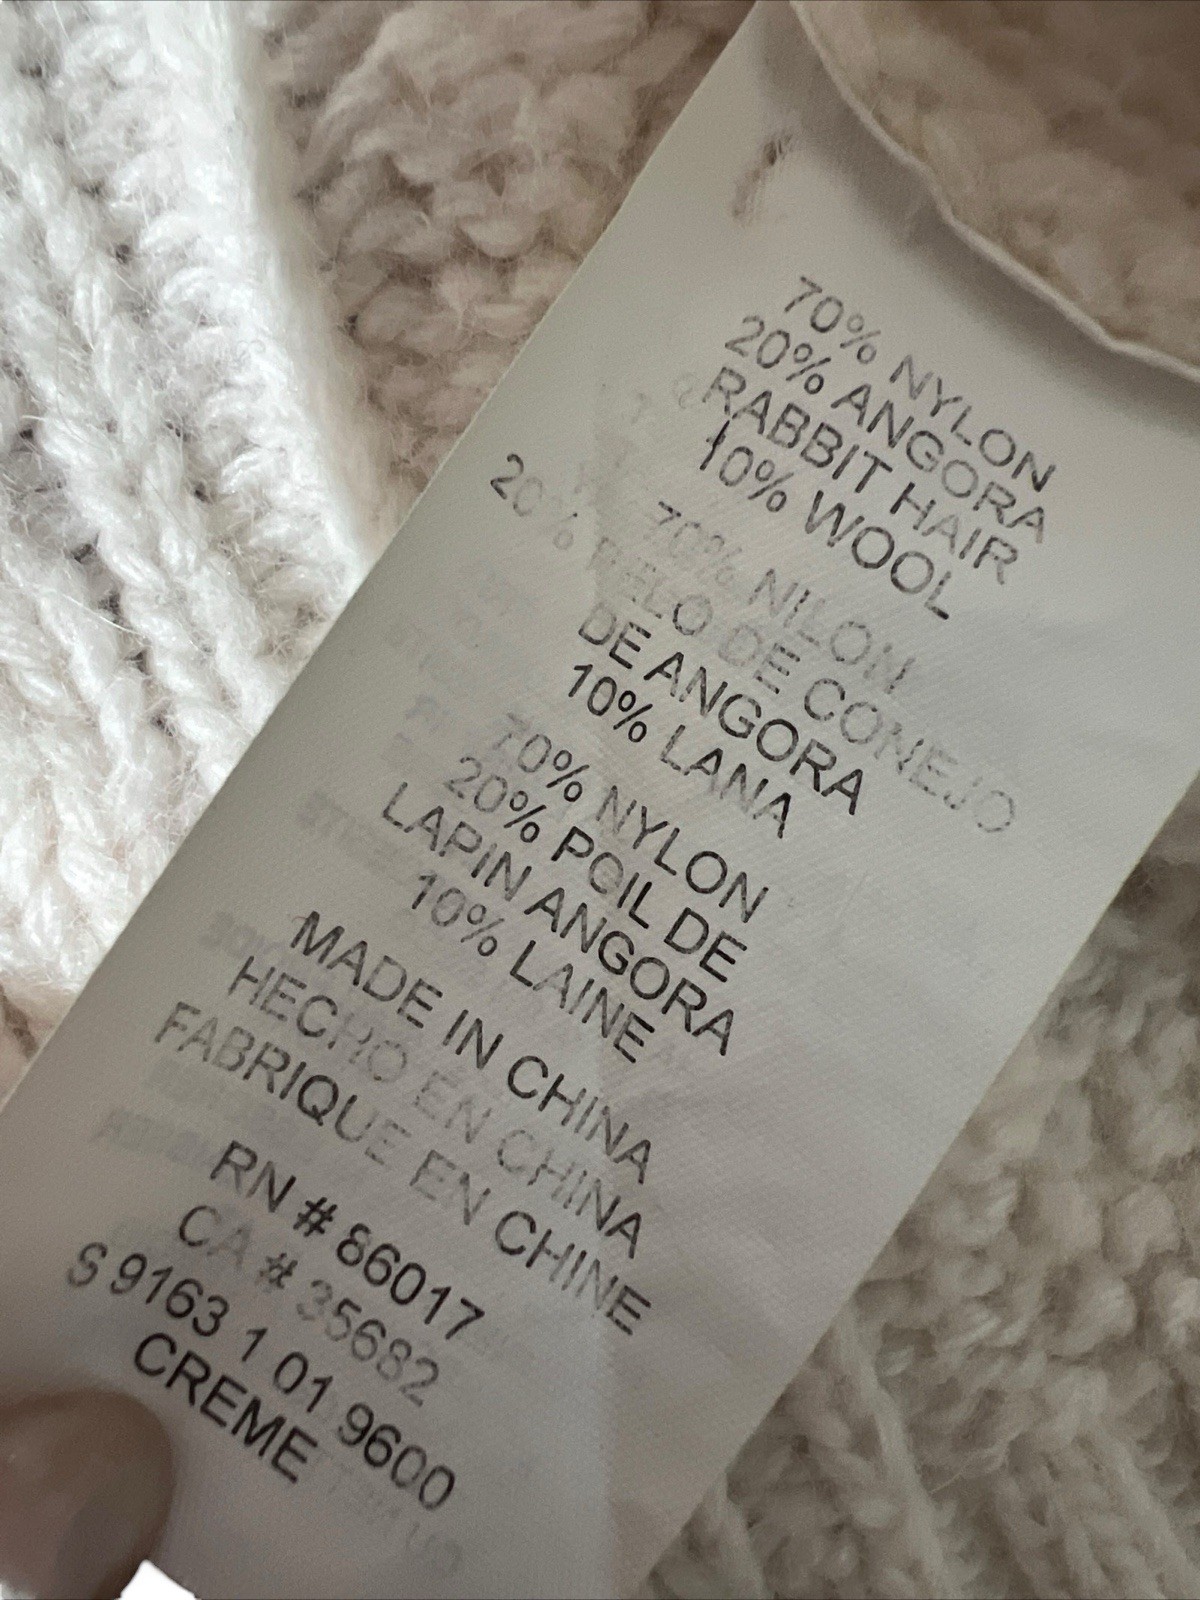 70% NYLON
20% ANGORA
RABBIT HAIR
10% WOOL
70% NILON
20% PELO DE CONEJO
DE ANGORA
10% LANA
70% NYLON
20% POIL DE
LAPIN ANGORA
10% LAINE
MADE IN CHINA
HECHO EN CHINA
FABRIQUE EN CHINE
RN # 86017
CA # 35682
S 9163 1 01 9600
CREME